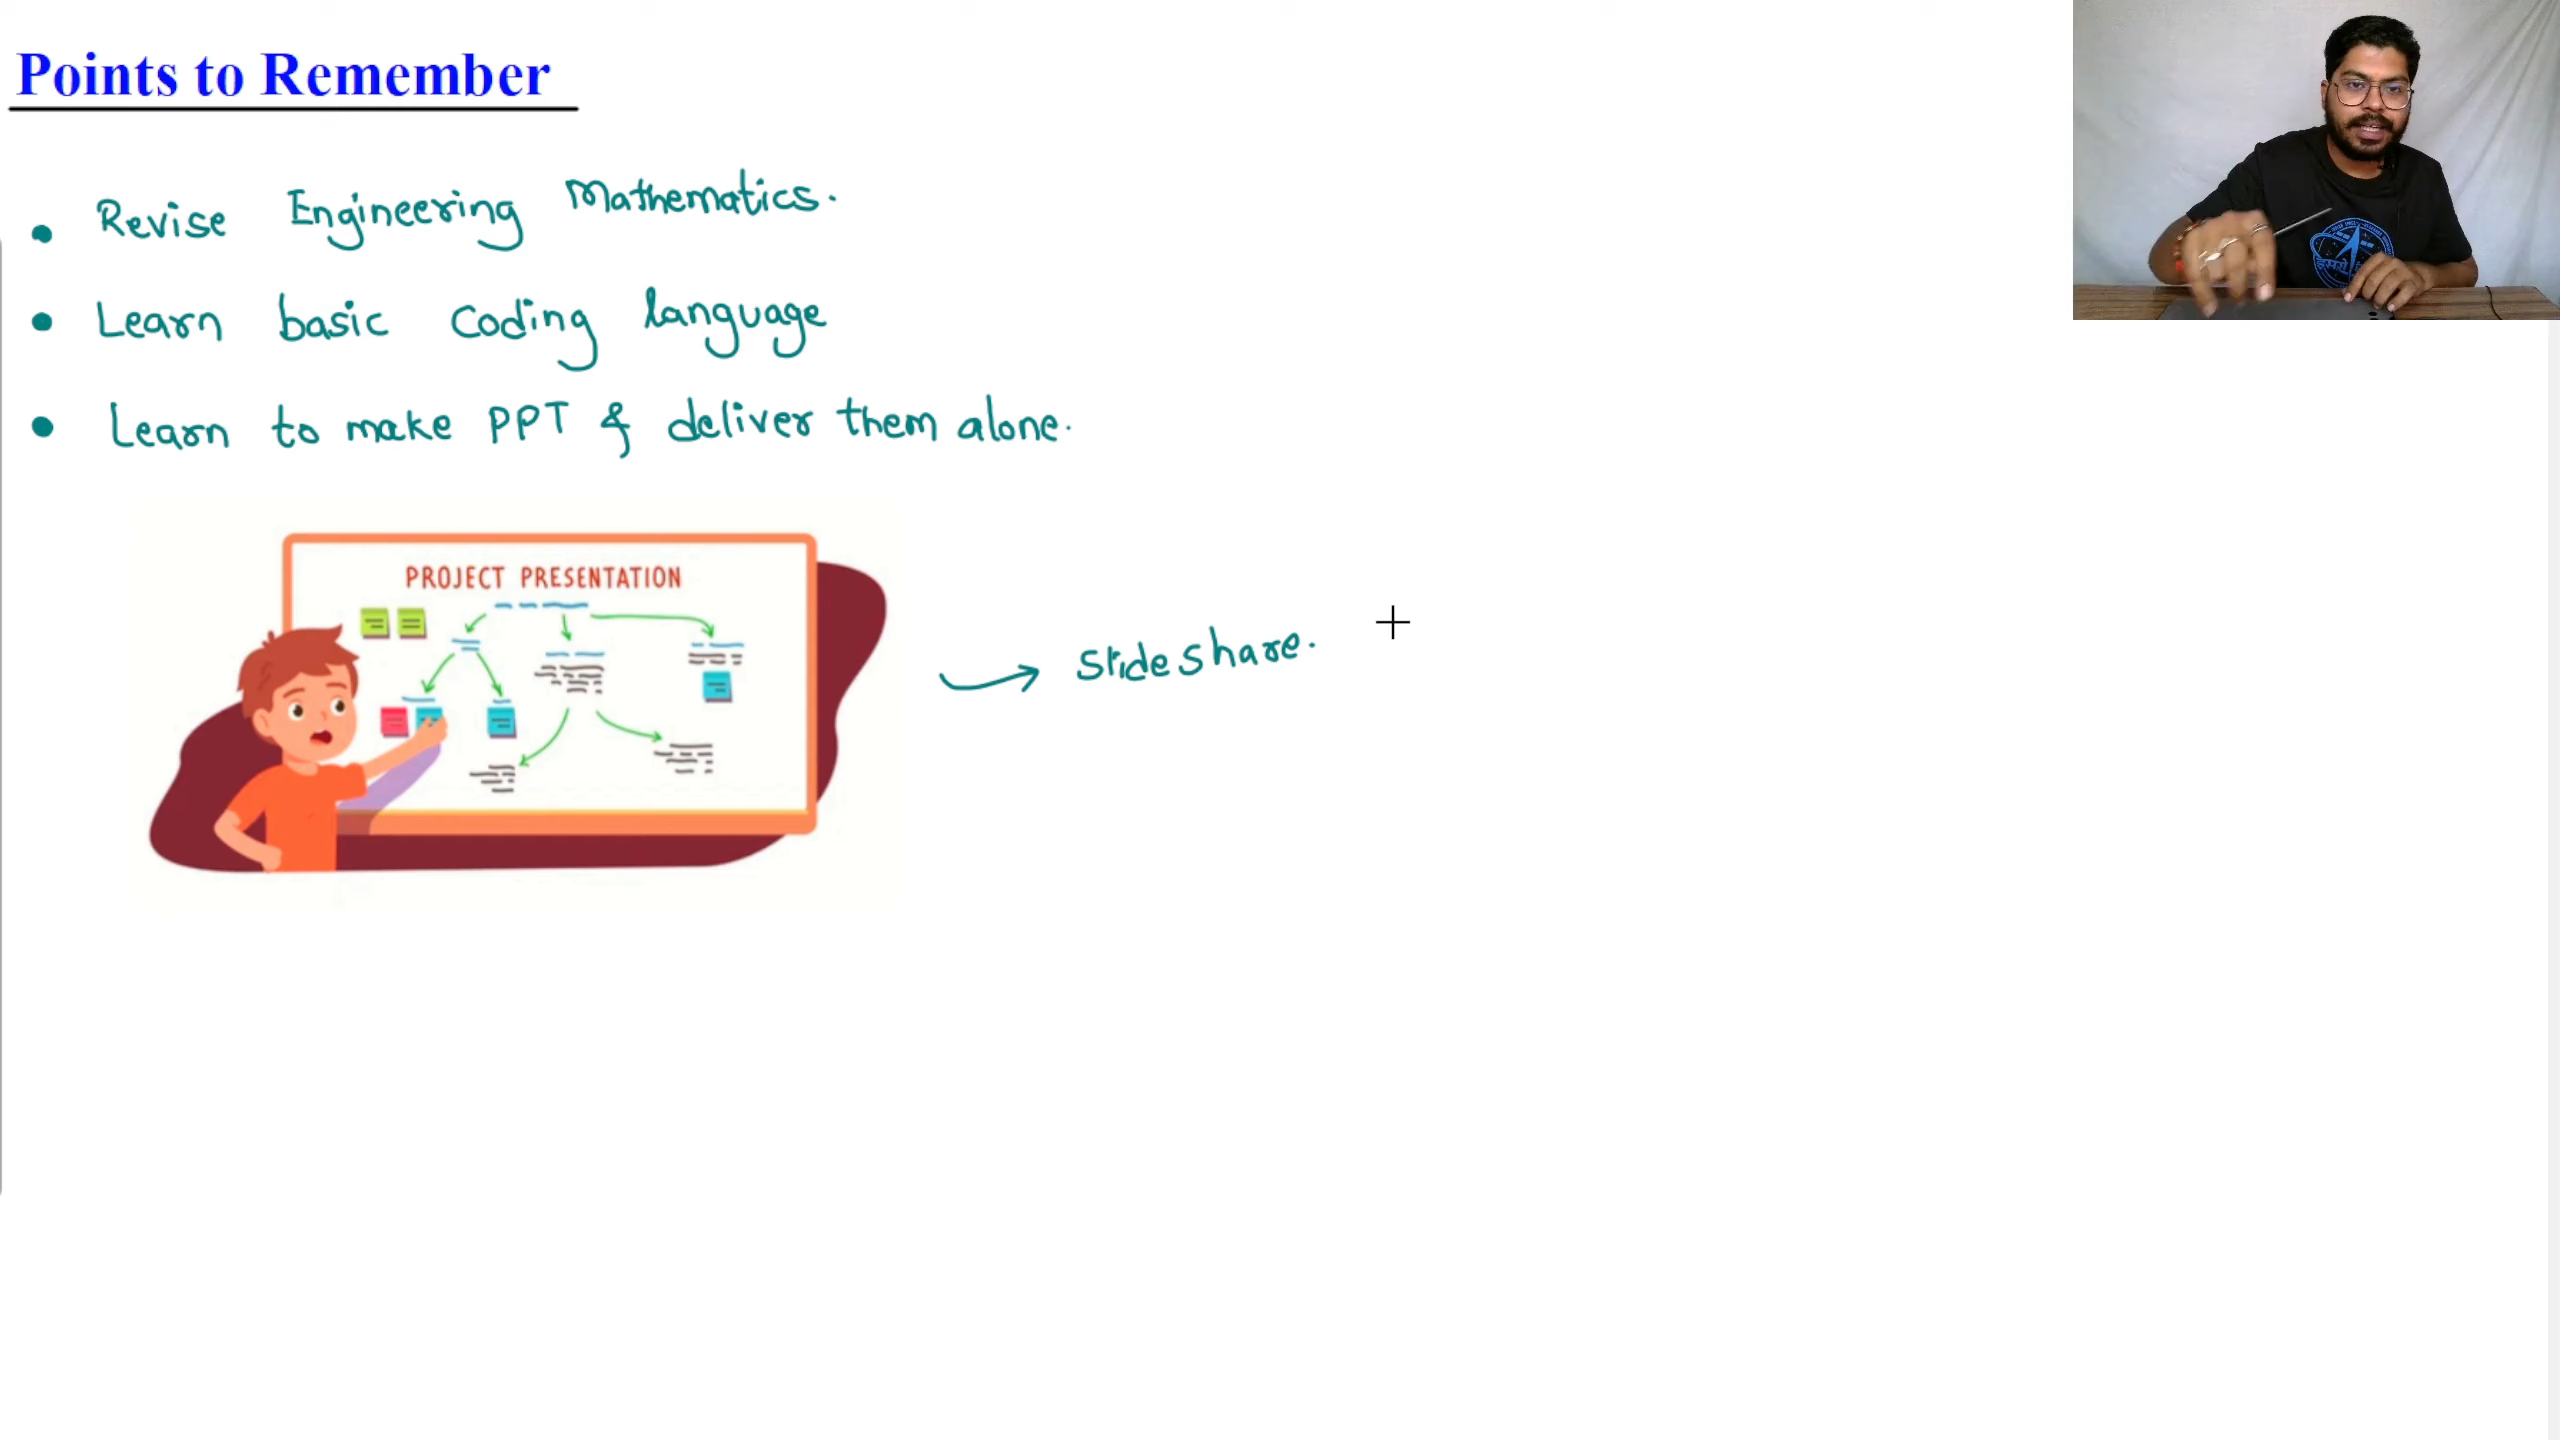 Points to Remember
• Revise Engineering Mathematics.
• Learn basic coding language
• Learn to make PPT & deliver them alone.
PROJECT PRESENTATION
Slideshare.
इसरो